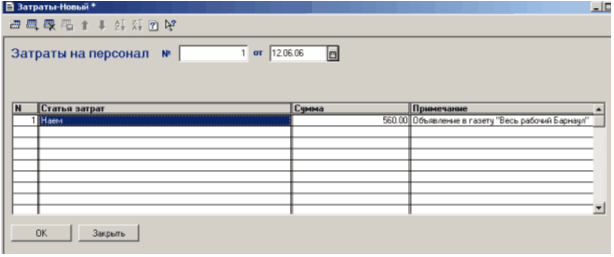 Затраты-Новый *
Затраты на персонал № 1 от 12.06.06
N Статья затрат Сумма Примечание
1 Наем 560.00 Объявление в газету "Весь рабочий Барнаул"
OK Закрыть